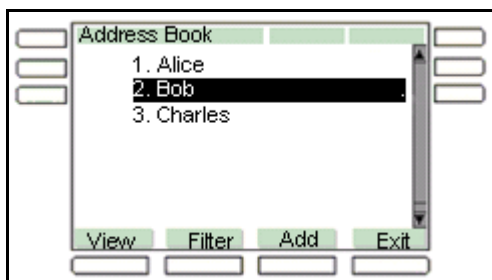 Address Book
1. Alice
2. Bob .
3. Charles
View Filter Add Exit